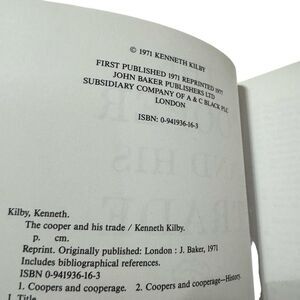 © 1971 KENNETH KILBY
FIRST PUBLISHED 1971 REPRINTED 1977
JOHN BAKER PUBLISHERS LTD
SUBSIDIARY COMPANY OF A & C BLACK PLC
LONDON
ISBN: 0-941936-16-3
Kilby, Kenneth.
The cooper and his trade / Kenneth Kilby.
p. cm.
Reprint. Originally published: London : J. Baker, 1971
Includes bibliographical references.
ISBN 0-941936-16-3
1. Coopers and cooperage. 2. Coopers and cooperage—History.
I. Title.